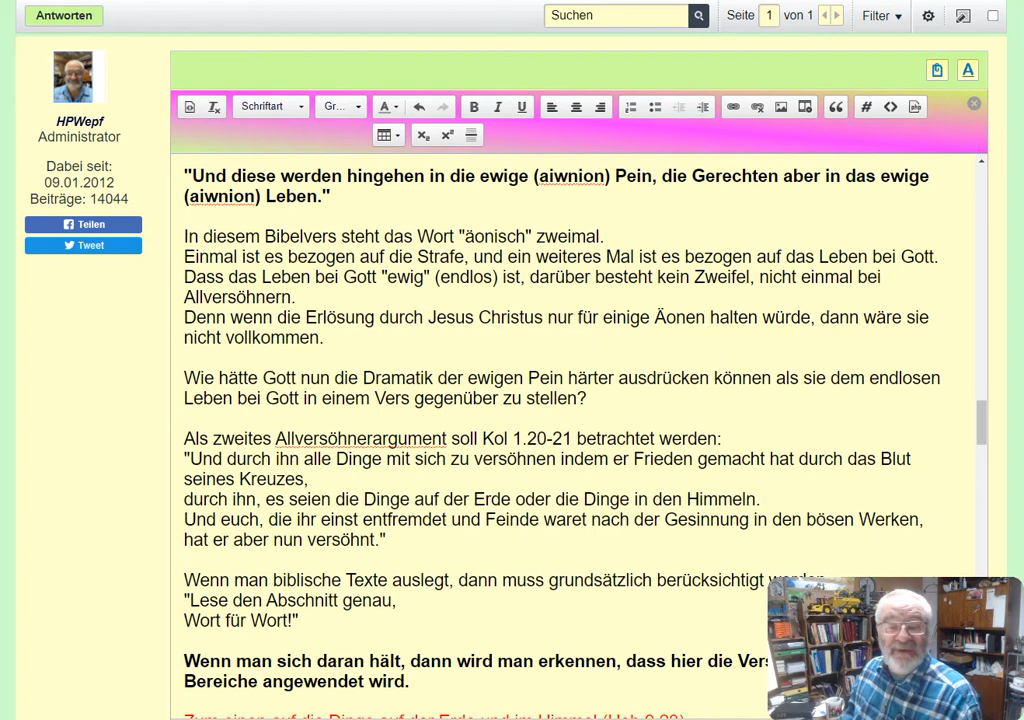 Antworten
Suchen
Seite 1 von 1
Filter
HPWepf
Administrator
Dabei seit:
09.01.2012
Beiträge: 14044
Teilen
Tweet
A
Schriftart
Gr...
A
B I U
"Und diese werden hingehen in die ewige (aiwnion) Pein, die Gerechten aber in das ewige
(aiwnion) Leben."
In diesem Bibelvers steht das Wort "äonisch" zweimal.
Einmal ist es bezogen auf die Strafe, und ein weiteres Mal ist es bezogen auf das Leben bei Gott.
Dass das Leben bei Gott "ewig" (endlos) ist, darüber besteht kein Zweifel, nicht einmal bei
Allversöhnern.
Denn wenn die Erlösung durch Jesus Christus nur für einige Äonen halten würde, dann wäre sie
nicht vollkommen.
Wie hätte Gott nun die Dramatik der ewigen Pein härter ausdrücken können als sie dem endlosen
Leben bei Gott in einem Vers gegenüber zu stellen?
Als zweites Allversöhnerargument soll Kol 1.20-21 betrachtet werden:
"Und durch ihn alle Dinge mit sich zu versöhnen indem er Frieden gemacht hat durch das Blut
seines Kreuzes,
durch ihn, es seien die Dinge auf der Erde oder die Dinge in den Himmeln.
Und euch, die ihr einst entfremdet und Feinde waret nach der Gesinnung in den bösen Werken,
hat er aber nun versöhnt."
Wenn man biblische Texte auslegt, dann muss grundsätzlich berücksichtigt
"Lese den Abschnitt genau,
Wort für Wort!"
Wenn man sich daran hält, dann wird man erkennen, dass hier die
Bereiche angewendet wird.